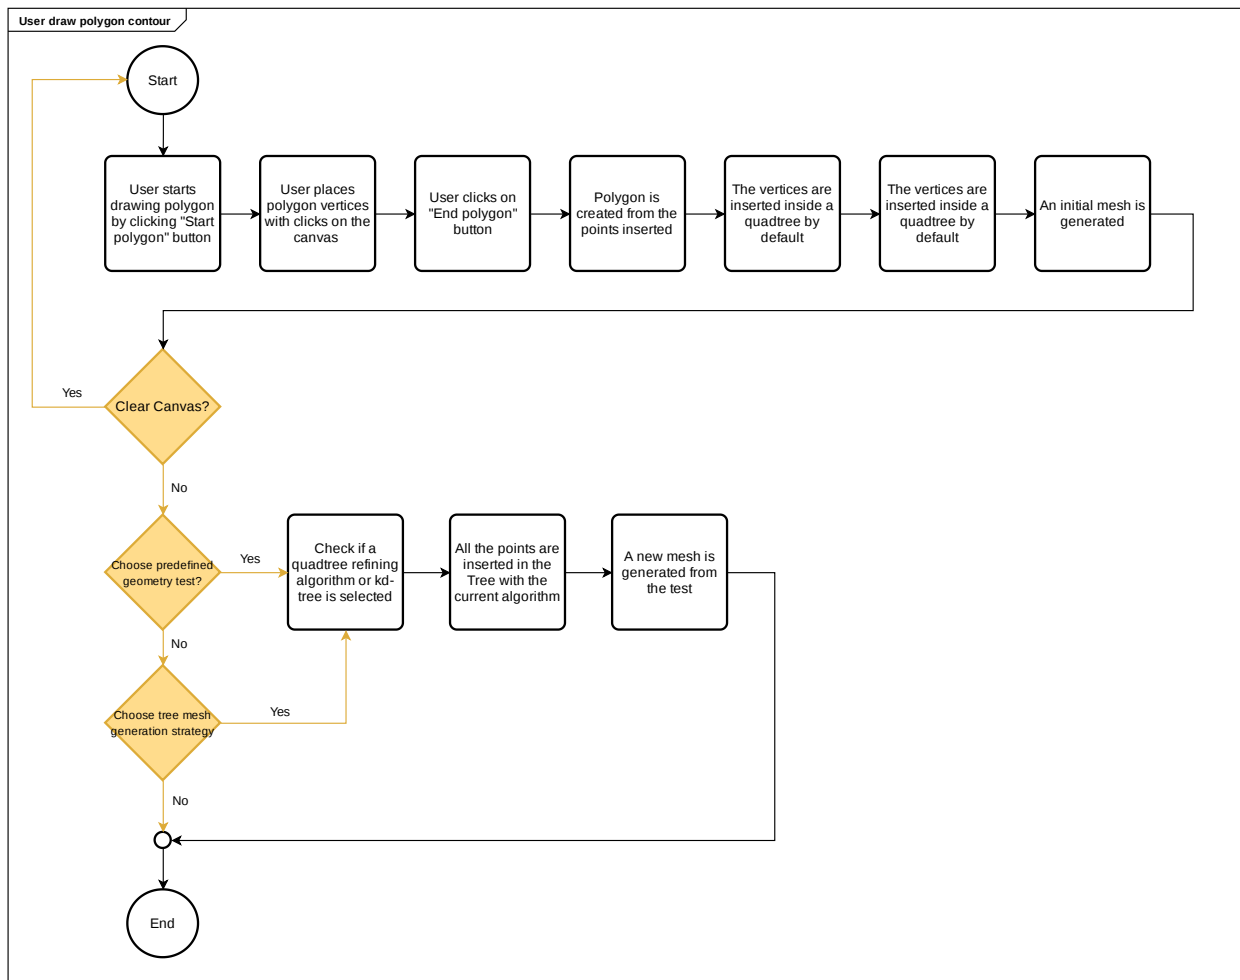 User draw polygon contour
Start
User starts
drawing polygon
by clicking "Start
polygon" button
User places
polygon vertices
with clicks on the
canvas
User clicks on
"End polygon"
button
Polygon is
created from the
points inserted
The vertices are
inserted inside a
quadtree by
default
The vertices are
inserted inside a
quadtree by
default
An initial mesh is
generated
Yes
Clear Canvas?
No
Choose predefined
geometry test?
Yes
Check if a
quadtree refining
algorithm or kd-
tree is selected
All the points are
inserted in the
Tree with the
current algorithm
A new mesh is
generated from
the test
No
Choose tree mesh
generation strategy
Yes
No
End